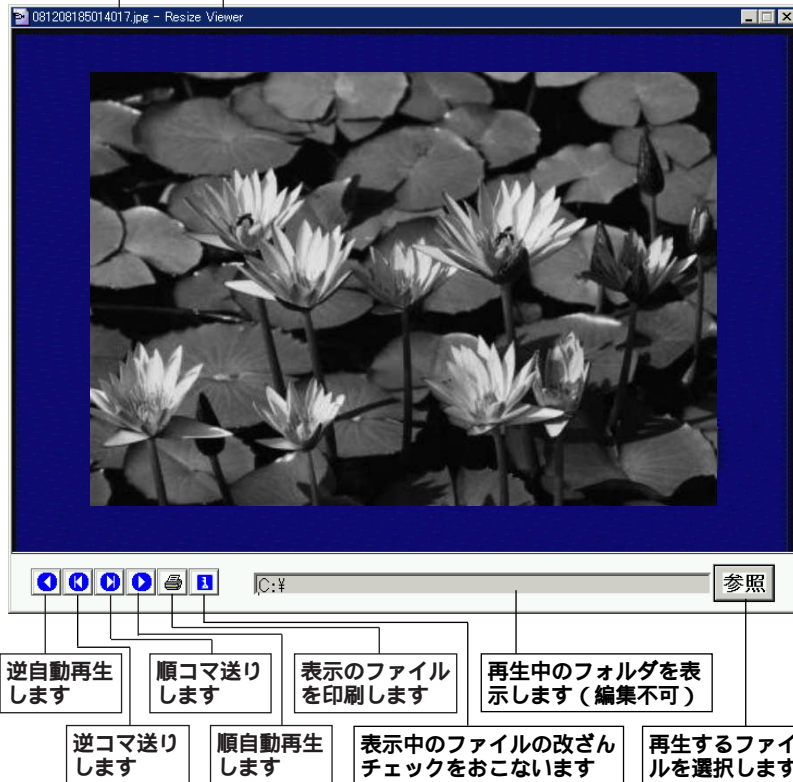 081208185014017.jpg - Resize Viewer
C:¥
参照
逆自動再生
します
順コマ送り
します
表示のファイル
を印刷します
再生中のフォルダを表
示します（編集不可）
逆コマ送り
します
順自動再生
します
表示中のファイルの改ざん
チェックをおこないます
再生するファイ
ルを選択します